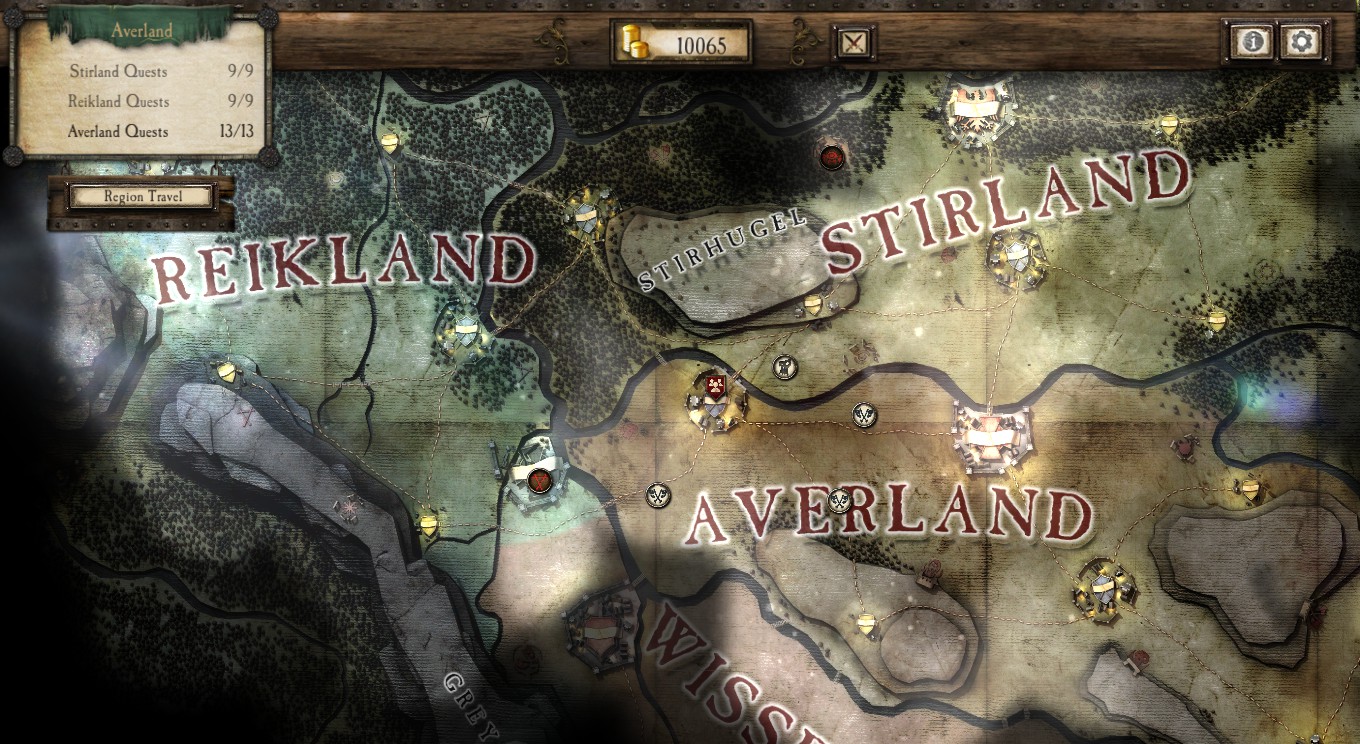 Averland
10065
Stirland Quests 9/9
Reikland Quests 9/9
Averland Quests 13/13
Region Travel
REIKLAND
STIRHUGEL
STIRLAND
AVERLAND
WISSE
GREY